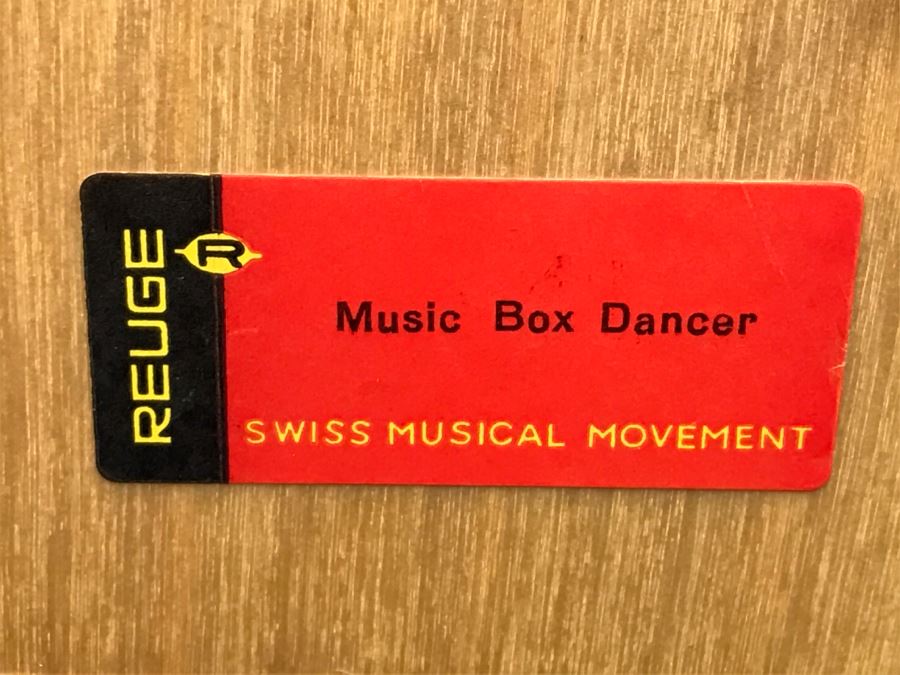 REUGE
R
Music Box Dancer
SWISS MUSICAL MOVEMENT